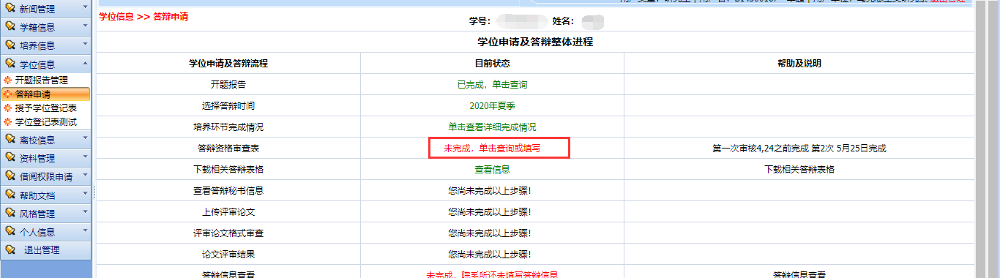 新闻管理
学籍信息
培养信息
学位信息
开题报告管理
答辩申请
授予学位登记表
学位登记表测试
离校信息
资料管理
借阅权限申请
帮助文档
风格管理
个人信息
退出管理
学位信息 >> 答辩申请
学号： 姓名：
学位申请及答辩整体进程
学位申请及答辩流程 目前状态 帮助及说明
开题报告 已完成，单击查询
选择答辩时间 2020年夏季
培养环节完成情况 单击查看详细完成情况
答辩资格审查表 未完成，单击查询或填写 第一次审核4,24之前完成 第2次 5月25日完成
下载相关答辩表格 查看信息 下载相关答辩表格
查看答辩秘书信息 您尚未完成以上步骤!
上传评审论文 您尚未完成以上步骤!
评审论文格式审查 您尚未完成以上步骤!
论文评审结果 您尚未完成以上步骤!
答辩信息查看 未完成，院系所还未填写答辩信息 答辩信息查看